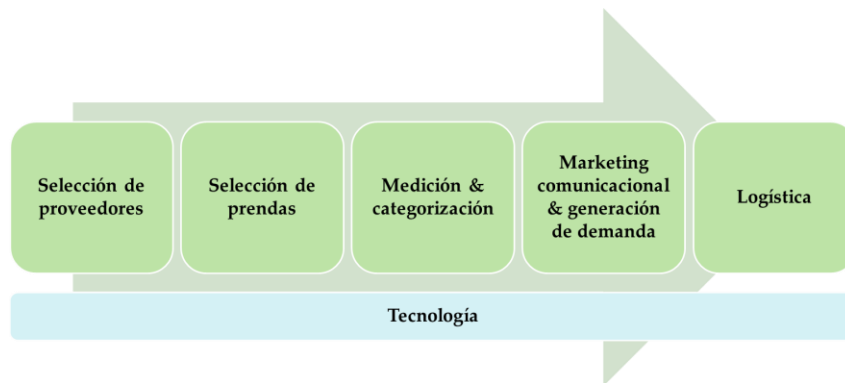 Selección de
proveedores
Selección de
prendas
Medición &
categorización
Marketing
comunicacional
& generación
de demanda
Logística
Tecnología